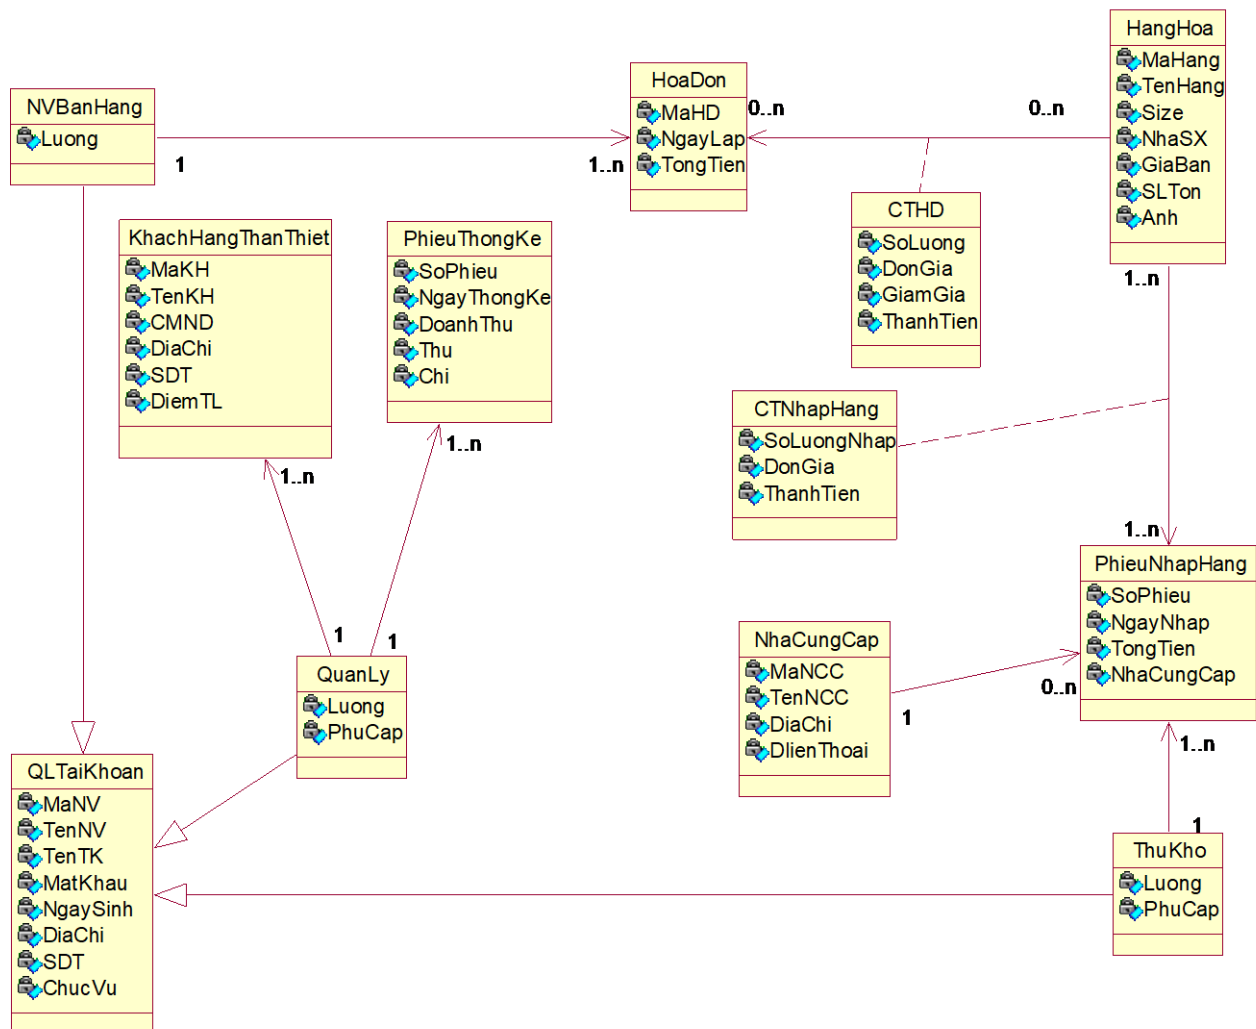 NVBanHang
Luong
1
1..n
HoaDon
MaHD
NgayLap
TongTien
0..n
0..n
HangHoa
MaHang
TenHang
Size
NhaSX
GiaBan
SLTon
Anh
1..n
CTHD
SoLuong
DonGia
GiamGia
ThanhTien
KhachHangThanThiet
MaKH
TenKH
CMND
DiaChi
SDT
DiemTL
1..n
PhieuThongKe
SoPhieu
NgayThongKe
DoanhThu
Thu
Chi
1..n
CTNhapHang
SoLuongNhap
DonGia
ThanhTien
1..n
PhieuNhapHang
SoPhieu
NgayNhap
TongTien
NhaCungCap
0..n
1..n
NhaCungCap
MaNCC
TenNCC
DiaChi
DlienThoai
1
1
1
QuanLy
Luong
PhuCap
QLTaiKhoan
MaNV
TenNV
TenTK
MatKhau
NgaySinh
DiaChi
SDT
ChucVu
1
ThuKho
Luong
PhuCap